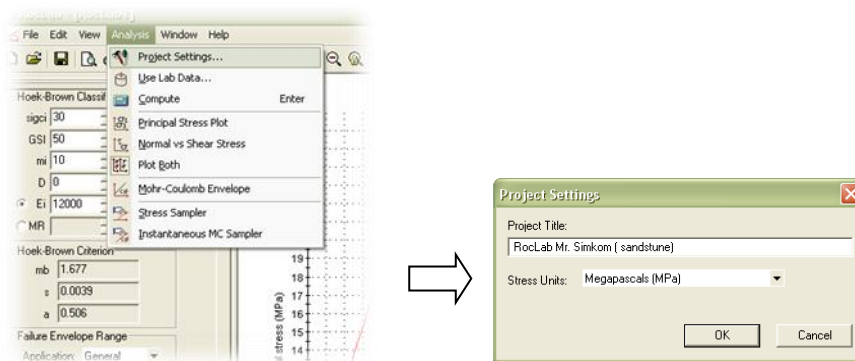 File Edit View Analysis Window Help
Project Settings...
Use Lab Data...
Compute Enter
Principal Stress Plot
Normal vs Shear Stress
Plot Both
Mohr-Coulomb Envelope
Stress Sampler
Instantaneous MC Sampler
Hoek-Brown Classif
sigci 30
GSI 50
mi 10
D 0
Ei 12000
MR
Hoek-Brown Criterion
mb 1.677
s 0.0039
a 0.506
Failure Envelope Range
Application: General
19
18
17
16
15
14
stress (MPa)
Project Settings
Project Title:
RocLab Mr. Simkom ( sandstune)
Stress Units: Megapascals (MPa)
OK Cancel